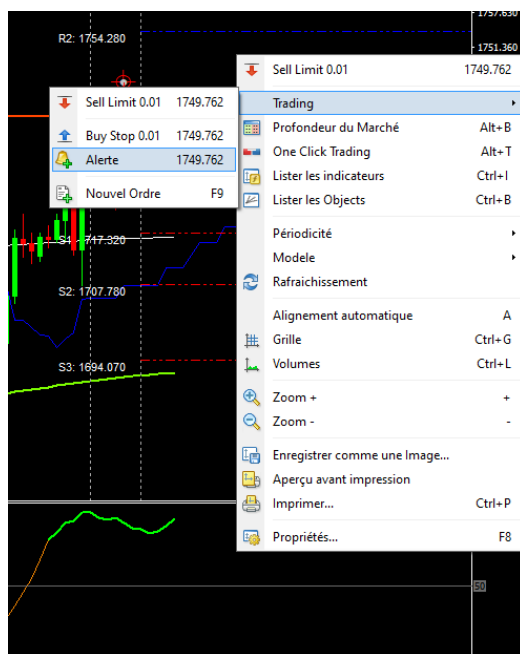 1757.630
R2: 1754.280
1751.360
Sell Limit 0.01 1749.762
Trading
Profondeur du Marché Alt+B
One Click Trading Alt+T
Lister les indicateurs Ctrl+I
Lister les Objects Ctrl+B
Périodicité
Modele
Rafraichissement
Alignement automatique A
Grille Ctrl+G
Volumes Ctrl+L
Zoom + +
Zoom - -
Enregistrer comme une Image...
Aperçu avant impression
Imprimer... Ctrl+P
Propriétés... F8
Sell Limit 0.01 1749.762
Buy Stop 0.01 1749.762
Alerte 1749.762
Nouvel Ordre F9
S2: 1707.780
S3: 1694.070
50